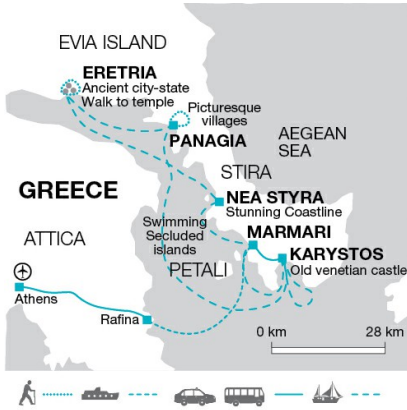 EVIA ISLAND
ERETRIA
Ancient city-state
Walk to temple
Picturesque
villages
PANAGIA
AEGEAN
SEA
STIRA
GREECE
NEA STYRA
Stunning Coastline
Swimming
Secluded
islands
MARMARI
ATTICA
PETALI
KARYSTOS
Old venetian castle
Athens
Rafina
0 km
28 km